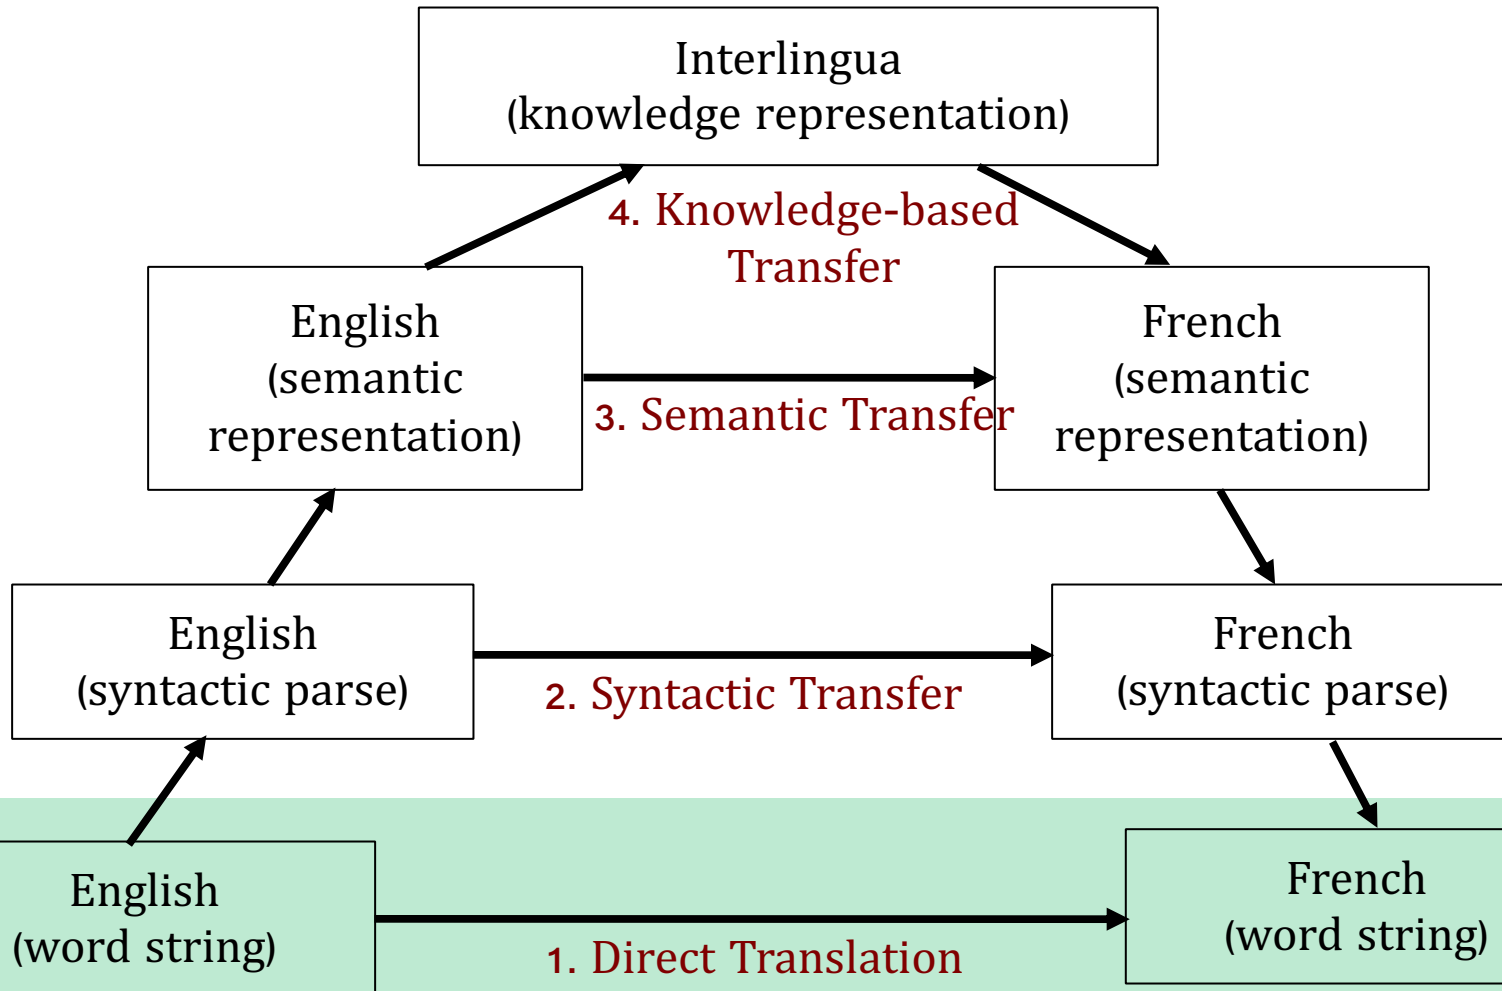 Interlingua
(knowledge representation)
4. Knowledge-based
Transfer
English
(semantic
representation)
French
(semantic
representation)
3. Semantic Transfer
English
(syntactic parse)
French
(syntactic parse)
2. Syntactic Transfer
English
(word string)
French
(word string)
1. Direct Translation